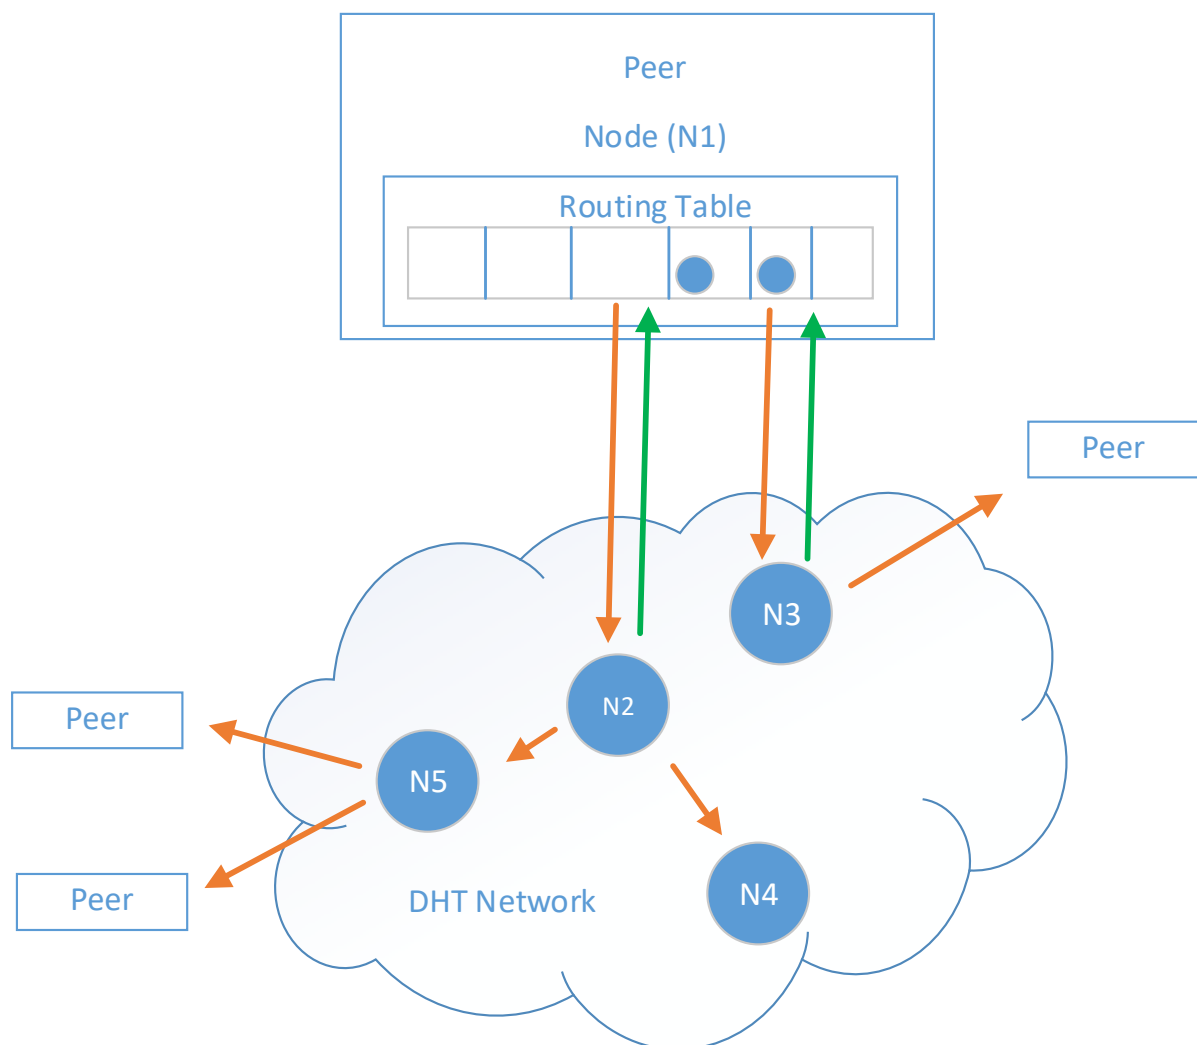 Peer
Node (N1)
Routing Table
Peer
N3
N2
Peer
N5
Peer
DHT Network
N4